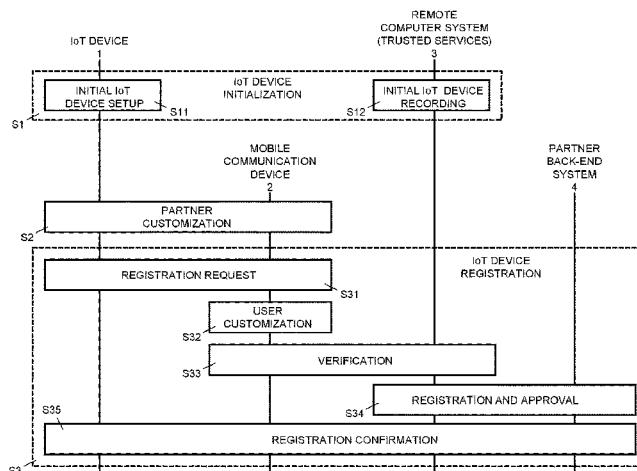 REMOTE
COMPUTER SYSTEM
(TRUSTED SERVICES)
3
IoT DEVICE
1
IoT DEVICE
INITIALIZATION
INITIAL IoT
DEVICE SETUP
S11
INITIAL IoT DEVICE
RECORDING
S12
S1
MOBILE
COMMUNICATION
DEVICE
2
PARTNER
BACK-END
SYSTEM
4
PARTNER
CUSTOMIZATION
S2
IoT DEVICE
REGISTRATION
REGISTRATION REQUEST
S31
USER
CUSTOMIZATION
S32
VERIFICATION
S33
REGISTRATION AND APPROVAL
S34
S35
REGISTRATION CONFIRMATION
S3